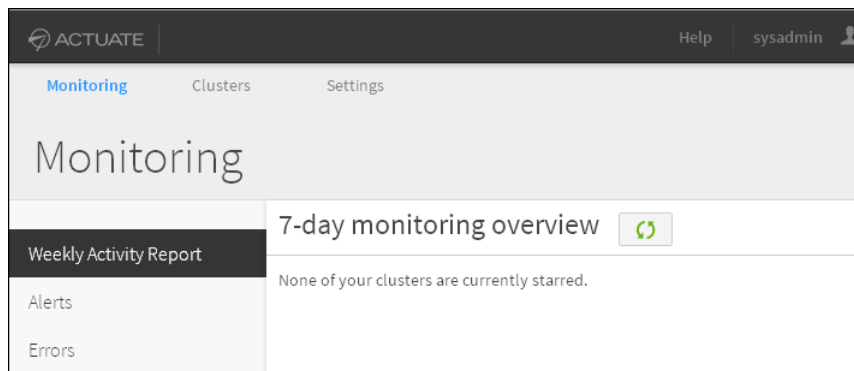 ACTUATE
Help sysadmin
Monitoring Clusters Settings
Monitoring
7-day monitoring overview
Weekly Activity Report
None of your clusters are currently starred.
Alerts
Errors